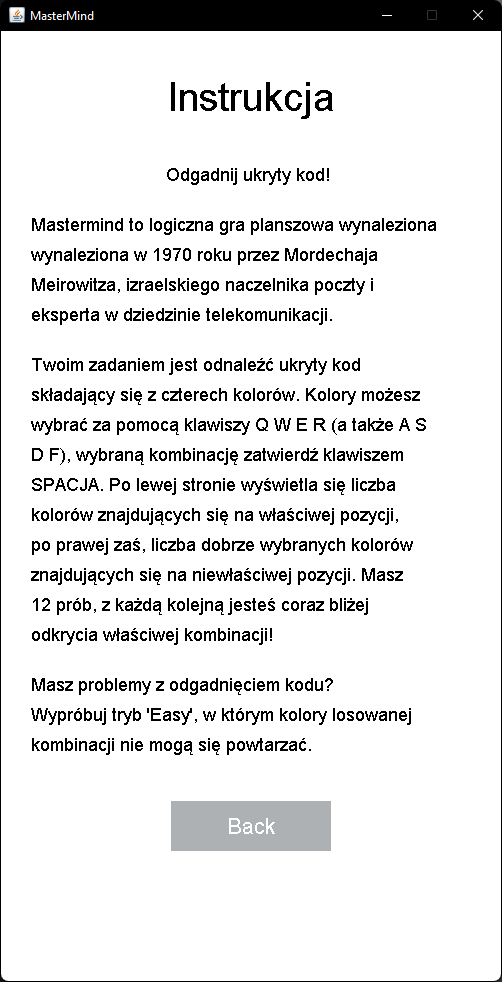 MasterMind
Instrukcja
Odgadnij ukryty kod!
Mastermind to logiczna gra planszowa wynaleziona
wynaleziona w 1970 roku przez Mordechaja
Meirowitza, izraelskiego naczelnika poczty i
eksperta w dziedzinie telekomunikacji.
Twoim zadaniem jest odnaleźć ukryty kod
składający się z czterech kolorów. Kolory możesz
wybrać za pomocą klawiszy Q W E R (a także A S
D F), wybraną kombinację zatwierdź klawiszem
SPACJA. Po lewej stronie wyświetla się liczba
kolorów znajdujących się na właściwej pozycji,
po prawej zaś, liczba dobrze wybranych kolorów
znajdujących się na niewłaściwej pozycji. Masz
12 prób, z każdą kolejną jesteś coraz bliżej
odkrycia właściwej kombinacji!
Masz problemy z odgadnięciem kodu?
Wypróbuj tryb 'Easy', w którym kolory losowanej
kombinacji nie mogą się powtarzać.
Back